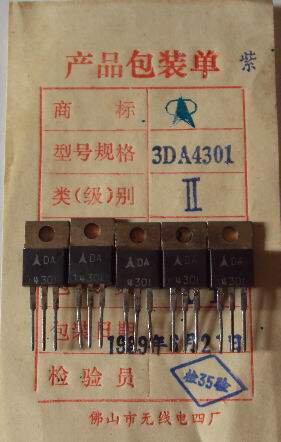 产品包装单
紫
商标
型号规格 3DA4301
类(级)别 II
DA DA DA DA DA
4301 4301 4301 4301 4301
包装日期
1989年6月2 日
检验员 检35验
佛山市无线电四厂